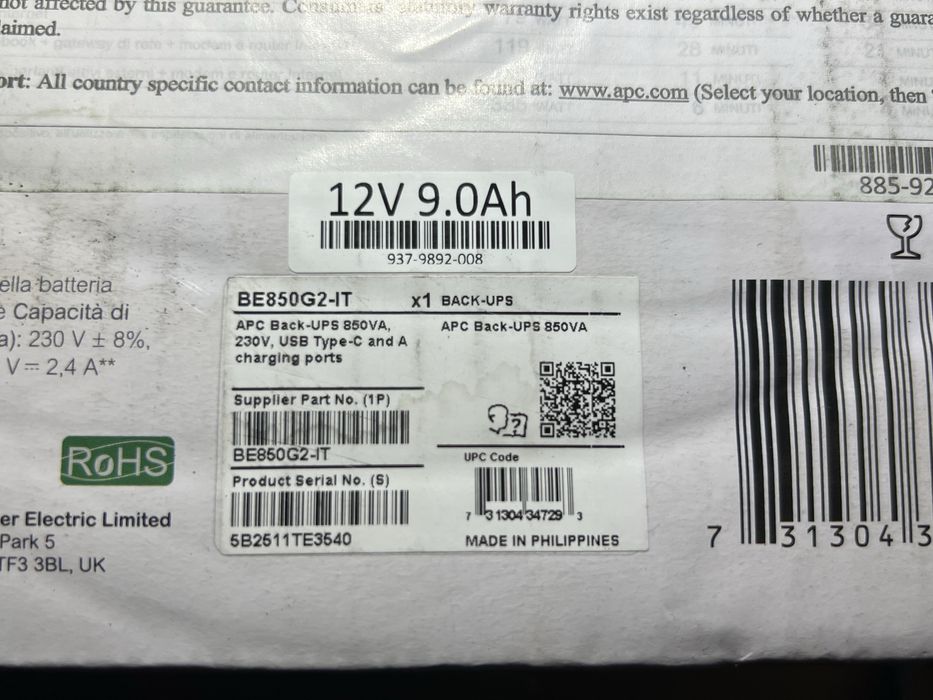 not affected by this guarantee. Consumers statutory warranty rights exist regardless of whether a guara
aimed.
119
28 MINUTI
ort: All country specific contact information can be found at: www.apc.com (Select your location, then
885-92
12V 9.0Ah
937-9892-008
ella batteria
e Capacità di
a): 230 V ± 8%,
V⎓ 2,4 A**
BE850G2-IT x1 BACK-UPS
APC Back-UPS 850VA,
230V, USB Type-C and A
charging ports
APC Back-UPS 850VA
Supplier Part No. (1P)
BE850G2-IT
Product Serial No. (S)
5B2511TE3540
UPC Code
7 31304 34729 3
MADE IN PHILIPPINES
RoHS
er Electric Limited
Park 5
TF3 3BL, UK
7 31304 3